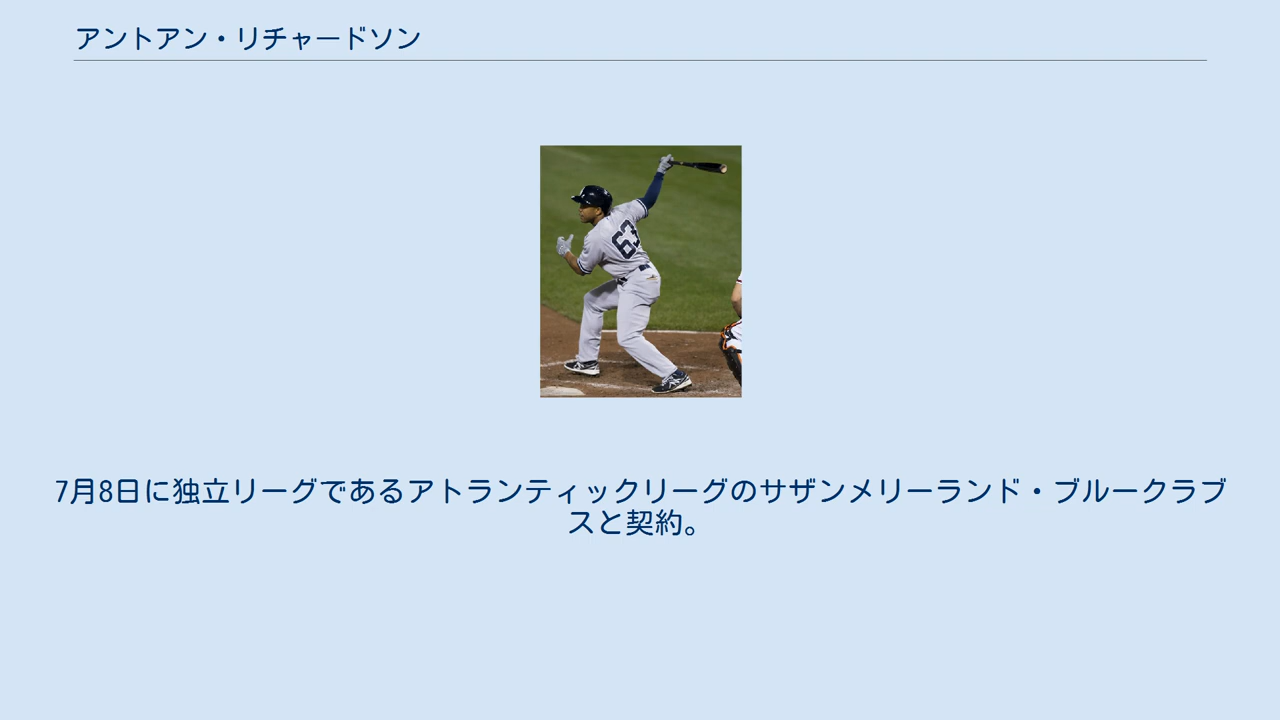 アントアン・リチャードソン
63
7月8日に独立リーグであるアトランティックリーグのサザンメリーランド・ブルークラブ
スと契約。